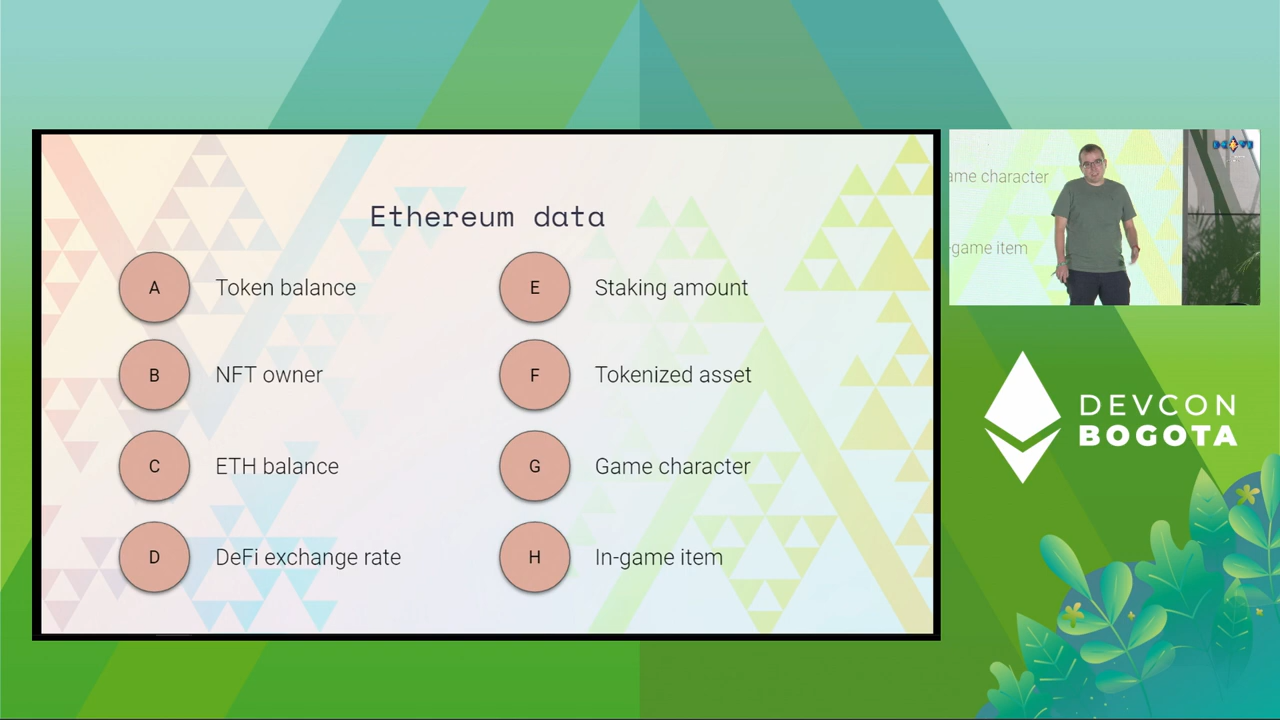 Ethereum data
A Token balance
B NFT owner
C ETH balance
D DeFi exchange rate
E Staking amount
F Tokenized asset
G Game character
H In-game item
ame character
-game item
DEVCON
BOGOTA